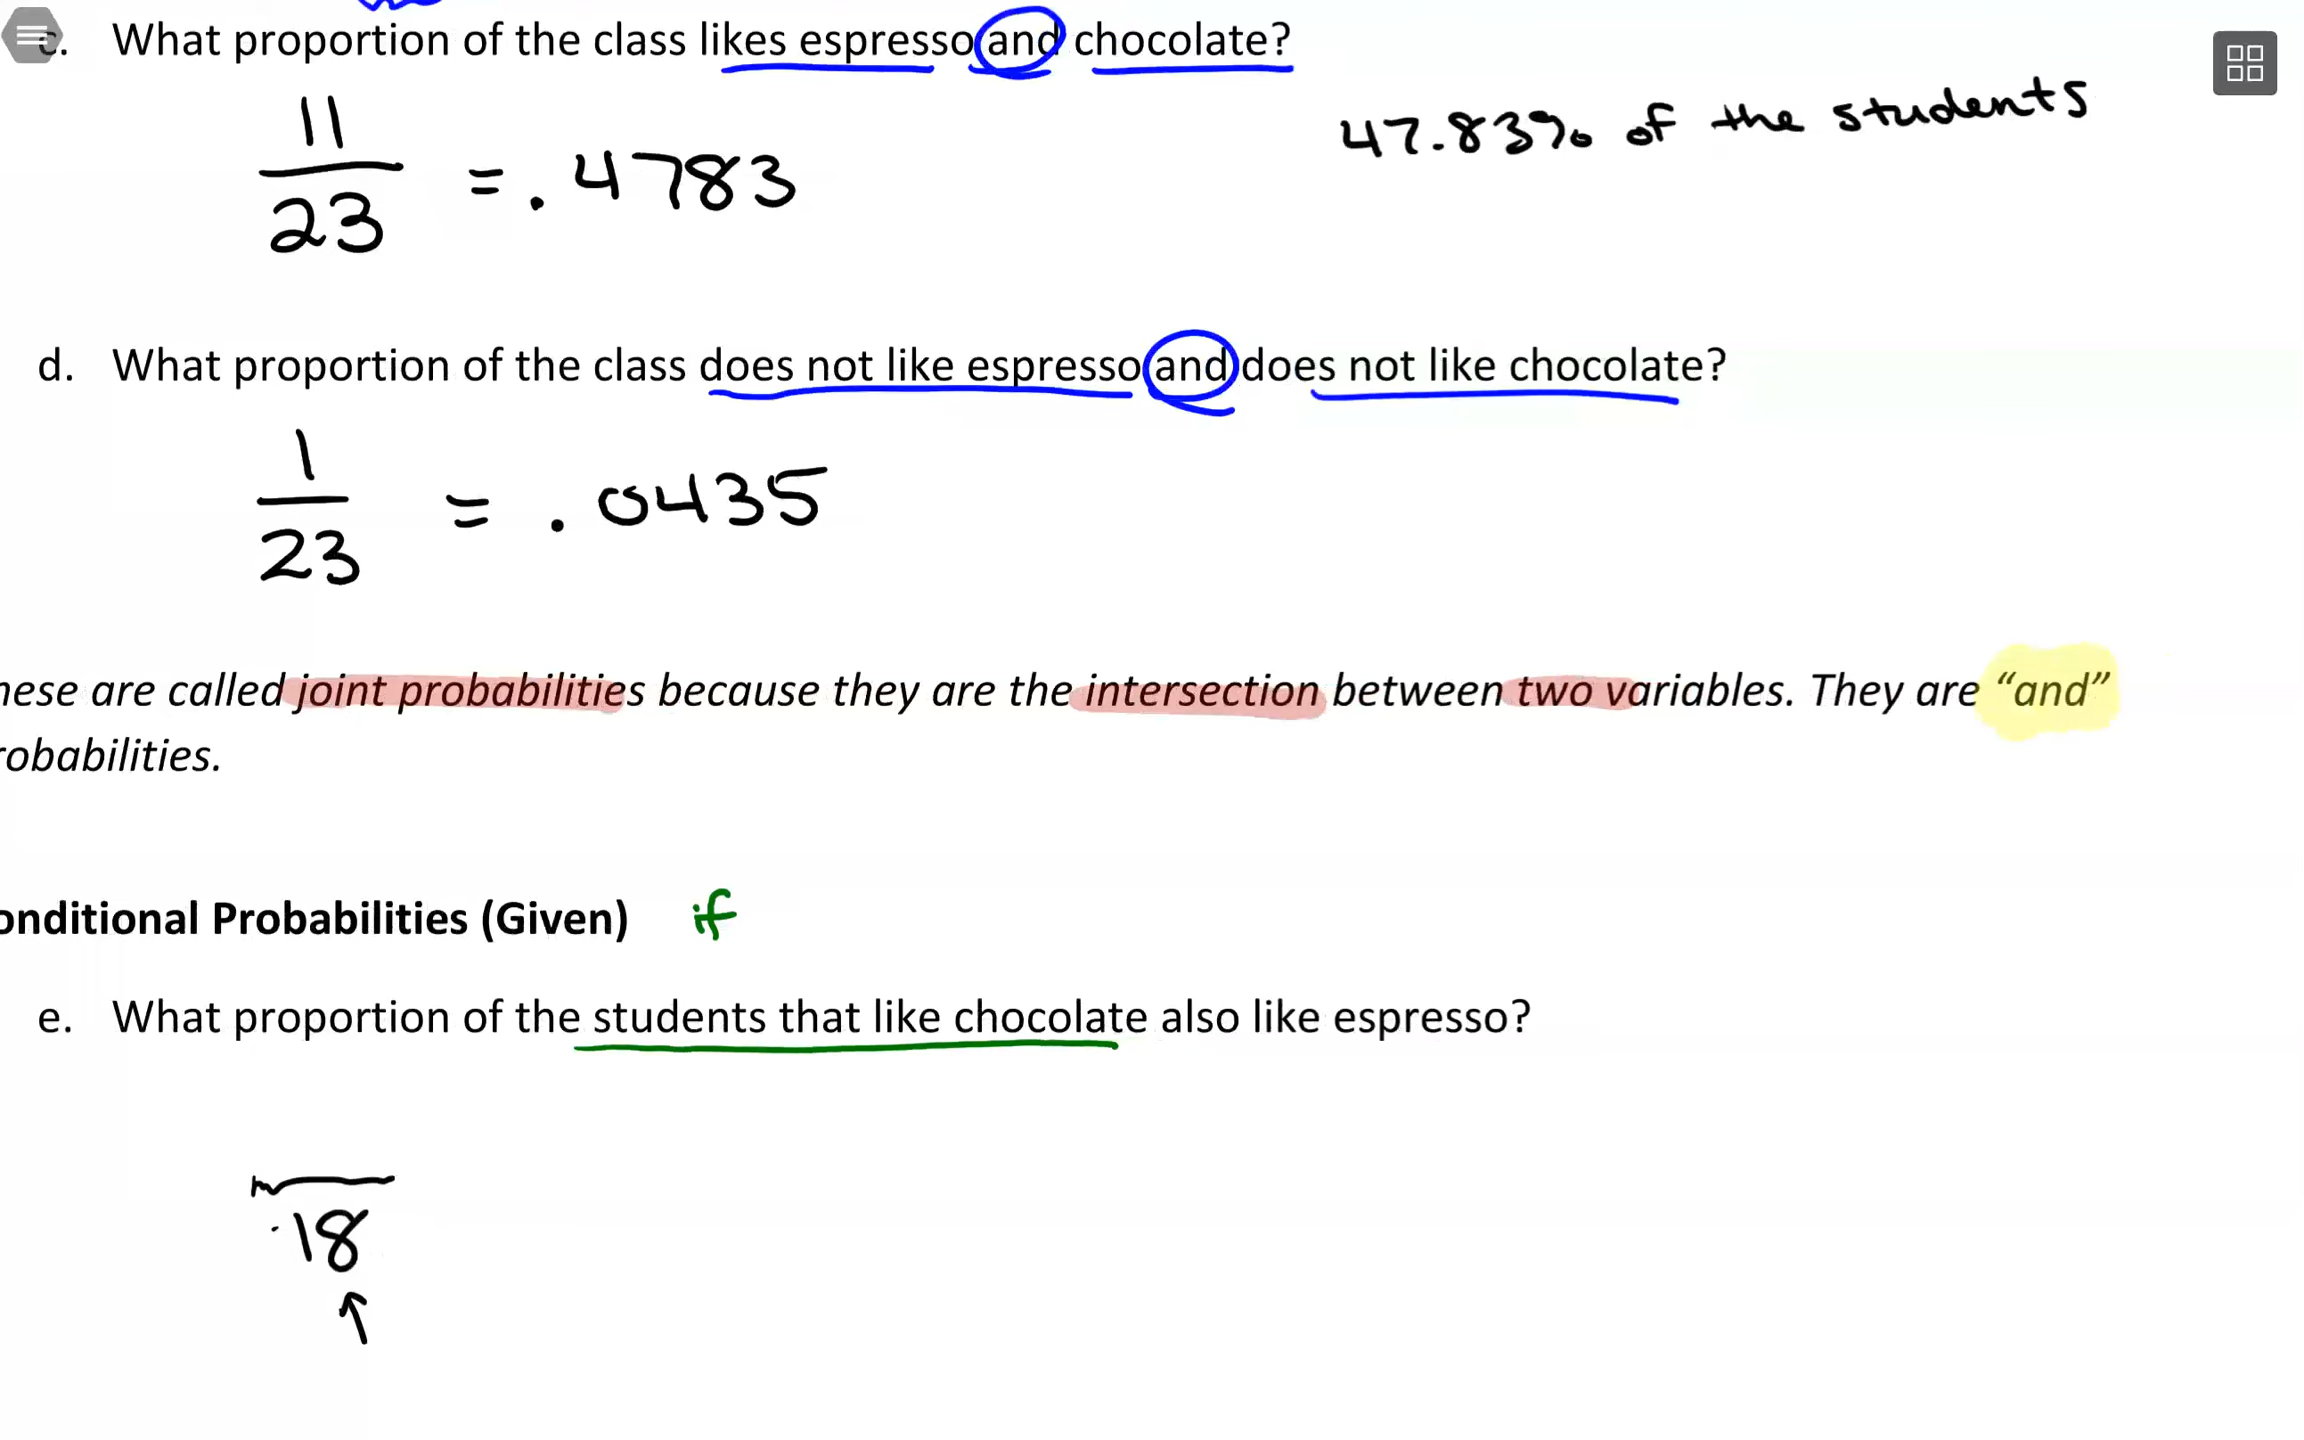 c. What proportion of the class likes espresso and chocolate?
47.83% of the students
11
23
= .4783
d. What proportion of the class does not like espresso and does not like chocolate?
1
23
= .0435
hese are called joint probabilities because they are the intersection between two variables. They are “and”
robabilities.
onditional Probabilities (Given) if
e. What proportion of the students that like chocolate also like espresso?
18